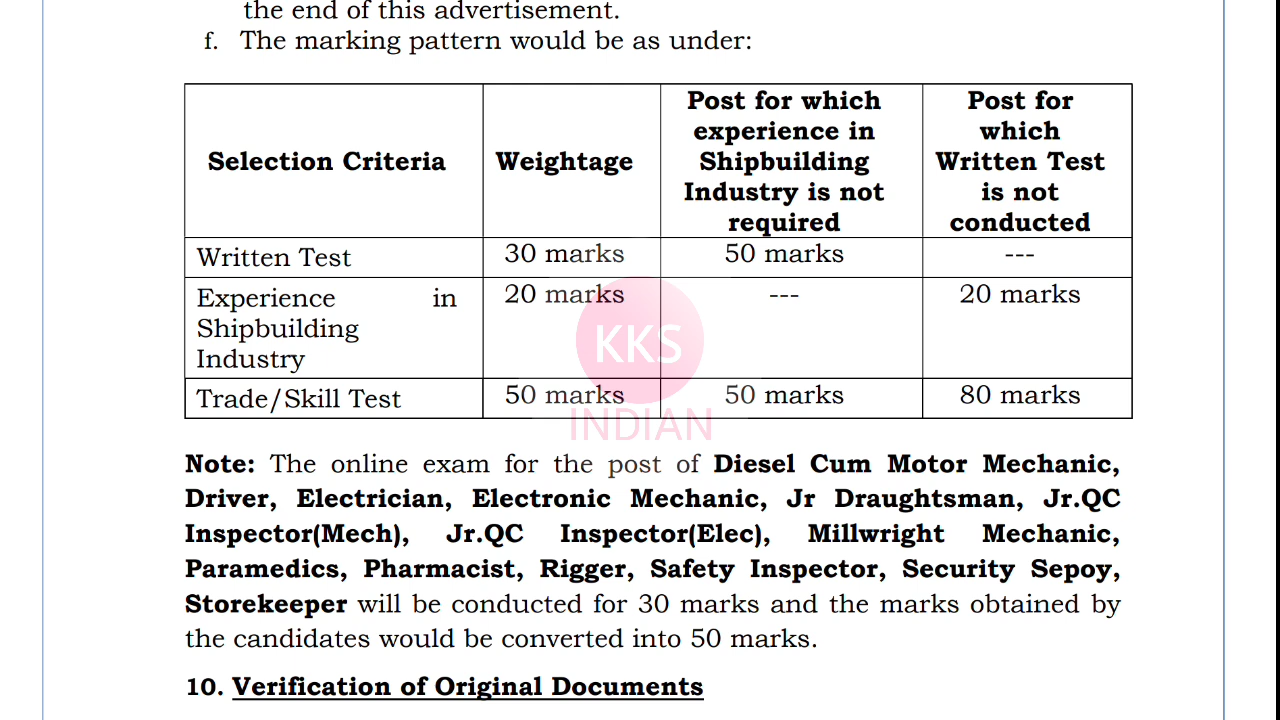 the end of this advertisement.
f. The marking pattern would be as under:
Selection Criteria
Weightage
Post for which
experience in
Shipbuilding
Industry is not
required
Post for
which
Written Test
is not
conducted
Written Test
30 marks
50 marks
---
Experience in
Shipbuilding
Industry
20 marks
---
20 marks
Trade/Skill Test
50 marks
50 marks
80 marks
KKS
INDIAN
Note: The online exam for the post of Diesel Cum Motor Mechanic,
Driver, Electrician, Electronic Mechanic, Jr Draughtsman, Jr.QC
Inspector(Mech), Jr.QC Inspector(Elec), Millwright Mechanic,
Paramedics, Pharmacist, Rigger, Safety Inspector, Security Sepoy,
Storekeeper will be conducted for 30 marks and the marks obtained by
the candidates would be converted into 50 marks.
10. Verification of Original Documents